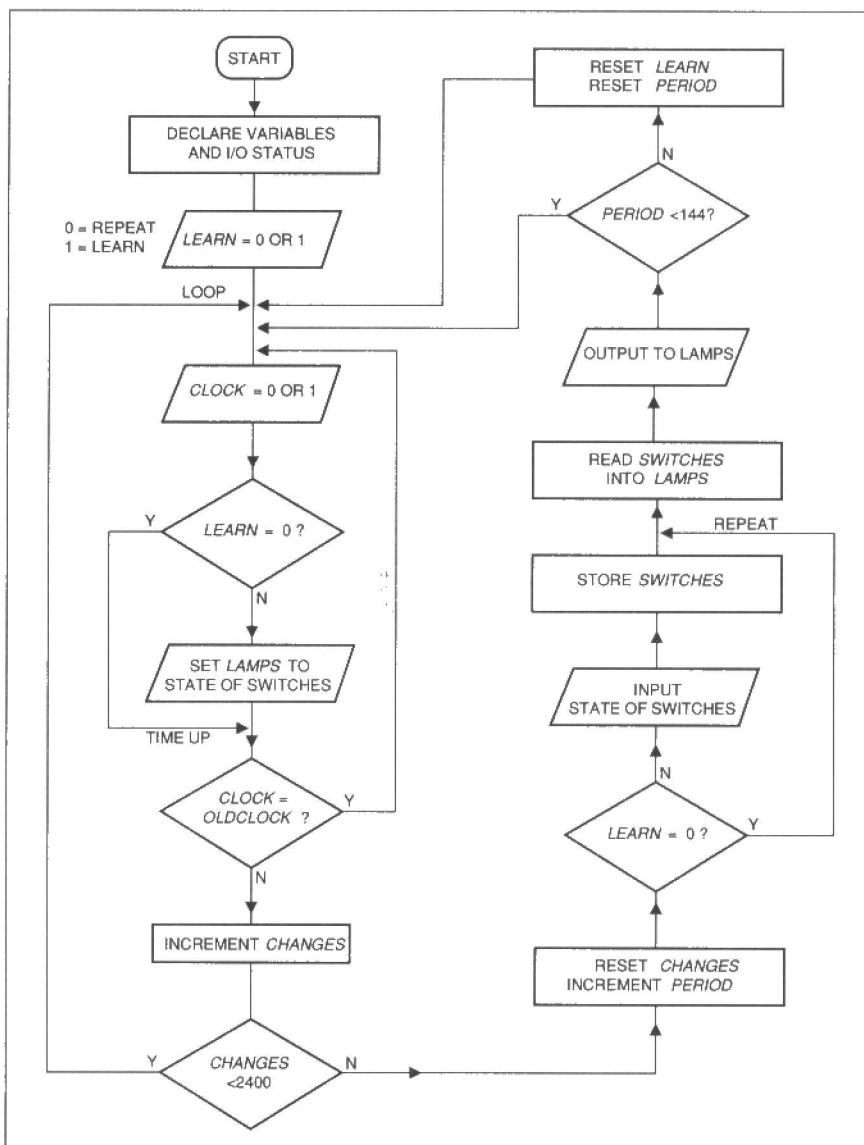 START
DECLARE VARIABLES
AND I/O STATUS
0 = REPEAT
1 = LEARN
LEARN = 0 OR 1
LOOP
CLOCK = 0 OR 1
LEARN = 0 ?
Y
N
SET LAMPS TO
STATE OF SWITCHES
TIME UP
CLOCK =
OLDCLOCK ?
Y
N
INCREMENT CHANGES
CHANGES
<2400
Y
N
RESET CHANGES
INCREMENT PERIOD
LEARN = 0 ?
Y
N
INPUT
STATE OF SWITCHES
STORE SWITCHES
REPEAT
READ SWITCHES
INTO LAMPS
OUTPUT TO LAMPS
PERIOD <144?
Y
N
RESET LEARN
RESET PERIOD